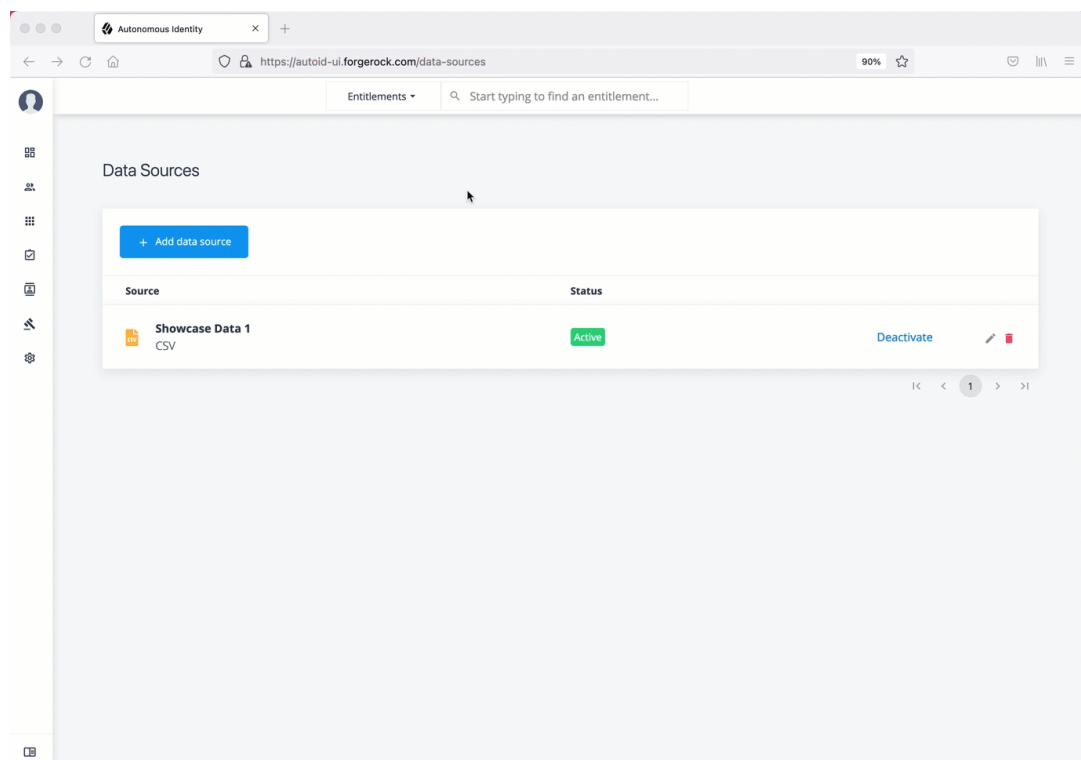 Autonomous Identity
https://autoid-ui.forgerock.com/data-sources
90%
Entitlements
Start typing to find an entitlement...
Data Sources
+ Add data source
Source Status
Showcase Data 1
CSV
CSV
Active
Deactivate
1